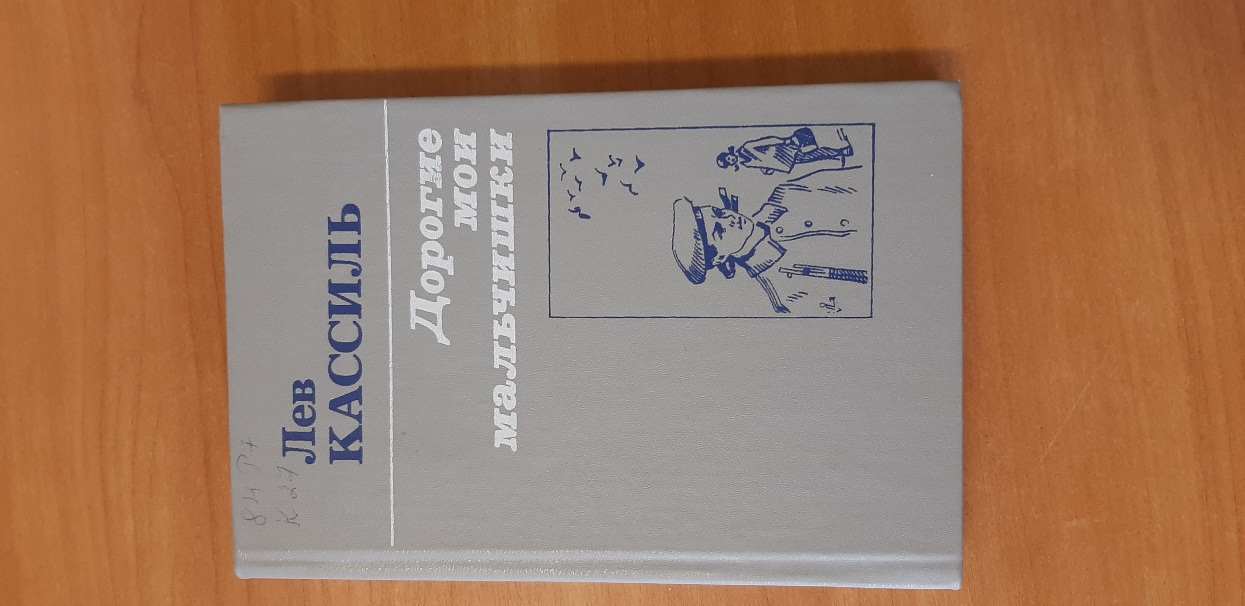 84 Р7
К 27
Лев
КАССИЛЬ
Дорогие
мои
мальчишки